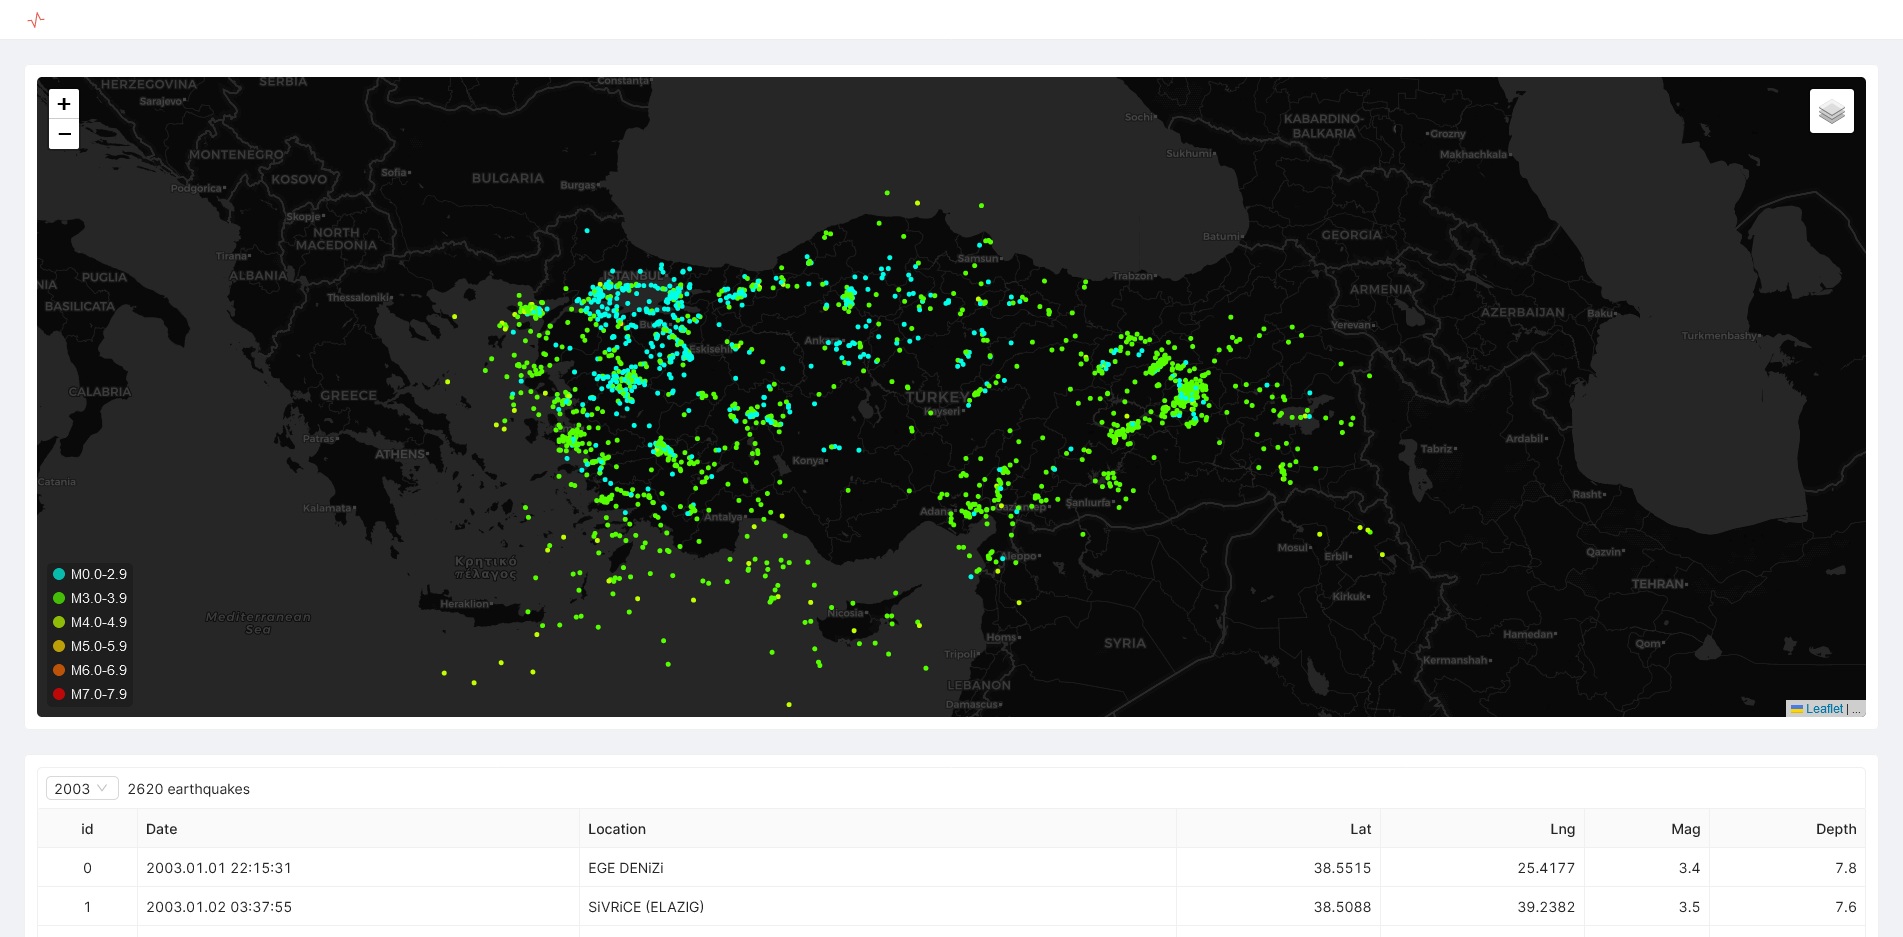 HERZEGOVINA
SERBIA
Constanța
Sarajevo
+
−
Sochi
KABARDINO-
BALKARIA
Grozny
Makhachkala
MONTENEGRO
KOSOVO
Sofia
BULGARIA
Burgas
Sukhumi
Podgorica
Skopje
NORTH
MACEDONIA
Batumi
GEORGIA
Tirana
ALBANIA
PUGLIA
ISTANBUL
Samsun
Trabzon
NIA
BASILICATA
Thessaloniki
ARMENIA
AZERBAIJAN
Baku
Yerevan
Turkmenbashy
Eskisehir
Ankara
CALABRIA
GREECE
TURKEY
Kayseri
Patras
ATHENS
Konya
Tabriz
Ardabil
Catania
Kalamata
Antalya
Adana
Gaziantep
Şanlıurfa
Rasht
Κρητικό
πέλαγος
Aleppo
Mosul
Erbil
Qazvin
TEHRAN
Heraklion
Nicosia
Kirkuk
Mediterranean
Sea
Homs
SYRIA
Hamedan
Qom
Tripoli
Kermanshah
LEBANON
Damascus
M0.0-2.9
M3.0-3.9
M4.0-4.9
M5.0-5.9
M6.0-6.9
M7.0-7.9
Leaflet | ...
2003 2620 earthquakes
id Date Location Lat Lng Mag Depth
0 2003.01.01 22:15:31 EGE DENiZi 38.5515 25.4177 3.4 7.8
1 2003.01.02 03:37:55 SiVRiCE (ELAZIG) 38.5088 39.2382 3.5 7.6